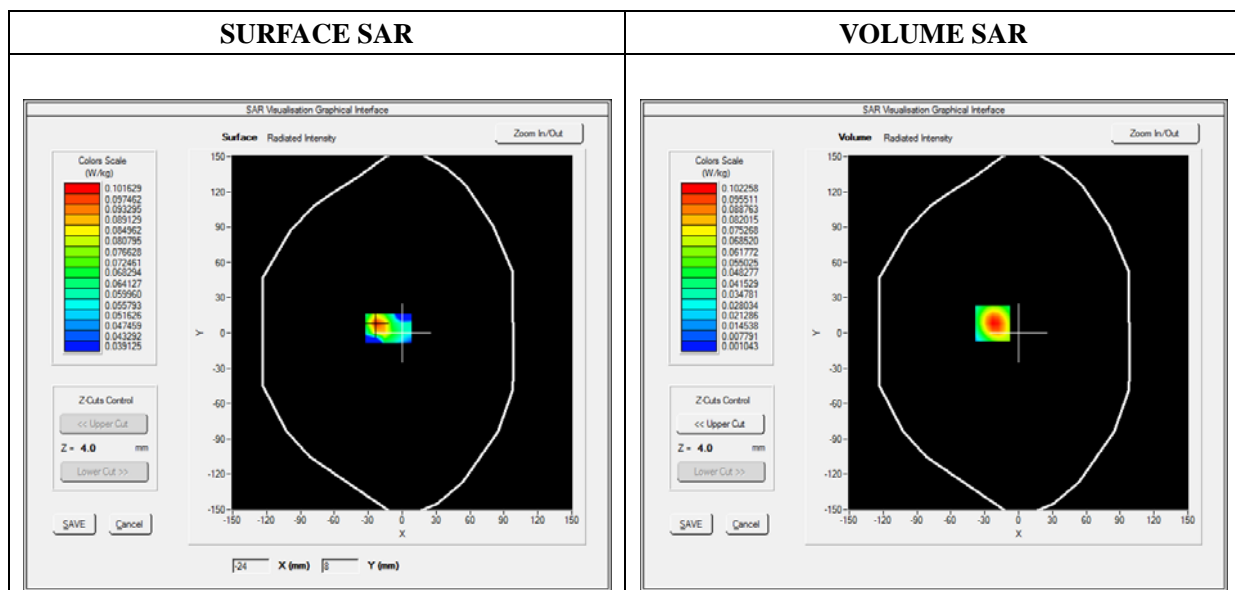 SURFACE SAR
VOLUME SAR
SAR Visualisation Graphical Interface
Surface Radiated Intensity
Zoom In/Out
Colors Scale
(W/kg)
0.101629
0.097462
0.093295
0.089129
0.084962
0.080795
0.076628
0.072461
0.068294
0.064127
0.059960
0.055793
0.051626
0.047459
0.043292
0.039125
Z-Cuts Control
<< Upper Cut
Z = 4.0 mm
Lower Cut >>
SAVE Cancel
150
120
90
60
30
0
-30
-60
-90
-120
-150
Y
-150 -120 -90 -60 -30 0 30 60 90 120 150
X
-24 X (mm) 8 Y (mm)
SAR Visualisation Graphical Interface
Volume Radiated Intensity
Zoom In/Out
Colors Scale
(W/kg)
0.102258
0.095511
0.088763
0.082015
0.075268
0.068520
0.061772
0.055025
0.048277
0.041529
0.034781
0.028034
0.021286
0.014538
0.007791
0.001043
Z-Cuts Control
<< Upper Cut
Z = 4.0 mm
Lower Cut >>
SAVE Cancel
150
120
90
60
30
0
-30
-60
-90
-120
-150
Y
-150 -120 -90 -60 -30 0 30 60 90 120 150
X